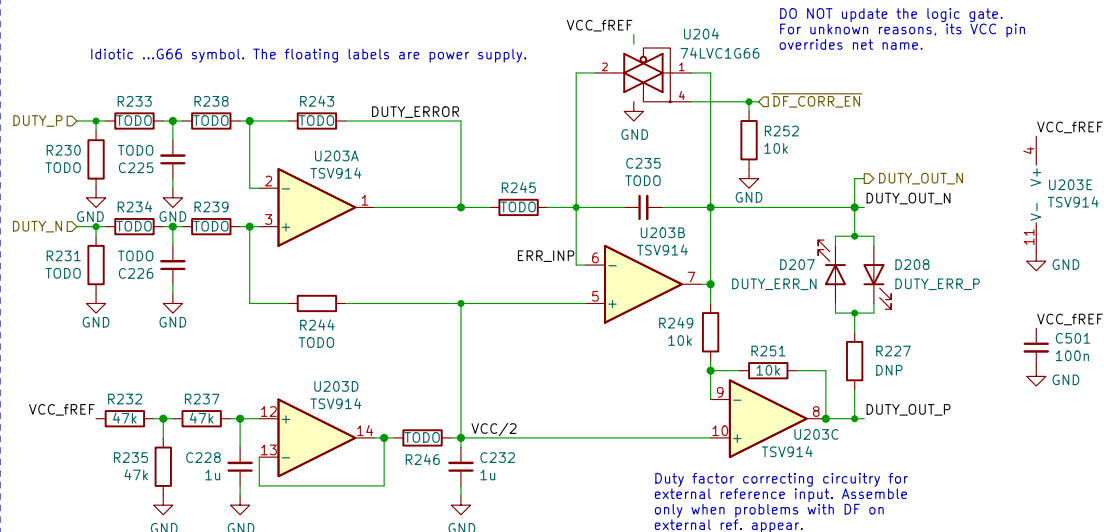 DO NOT update the logic gate.
For unknown reasons, its VCC pin
overrides net name.
Idiotic ...G66 symbol. The floating labels are power supply.
VCC_fREF
U204
74LVC1G66
2
1
4
DF_CORR_EN
GND
R252
10k
GND
DUTY_P
R233
TODO
R238
TODO
R243
TODO
DUTY_ERROR
R230
TODO
TODO
C225
GND
GND
U203A
TSV914
2
3
1
R245
TODO
C235
TODO
DUTY_N
R234
TODO
R239
TODO
R231
TODO
TODO
C226
GND
GND
R244
TODO
ERR_INP
U203B
TSV914
6
5
7
DUTY_OUT_N
DUTY_OUT_N
D207
DUTY_ERR_N
D208
DUTY_ERR_P
VCC_fREF
4
V+
U203E
TSV914
V-
11
GND
R249
10k
R251
10k
R227
DNP
VCC_fREF
C501
100n
GND
VCC_fREF
R232
47k
R237
47k
U203D
TSV914
12
13
14
TODO
R246
VCC/2
R235
47k
C228
1u
C232
1u
GND
GND
GND
9
10
8
U203C
TSV914
DUTY_OUT_P
Duty factor correcting circuitry for
external reference input. Assemble
only when problems with DF on
external ref. appear.